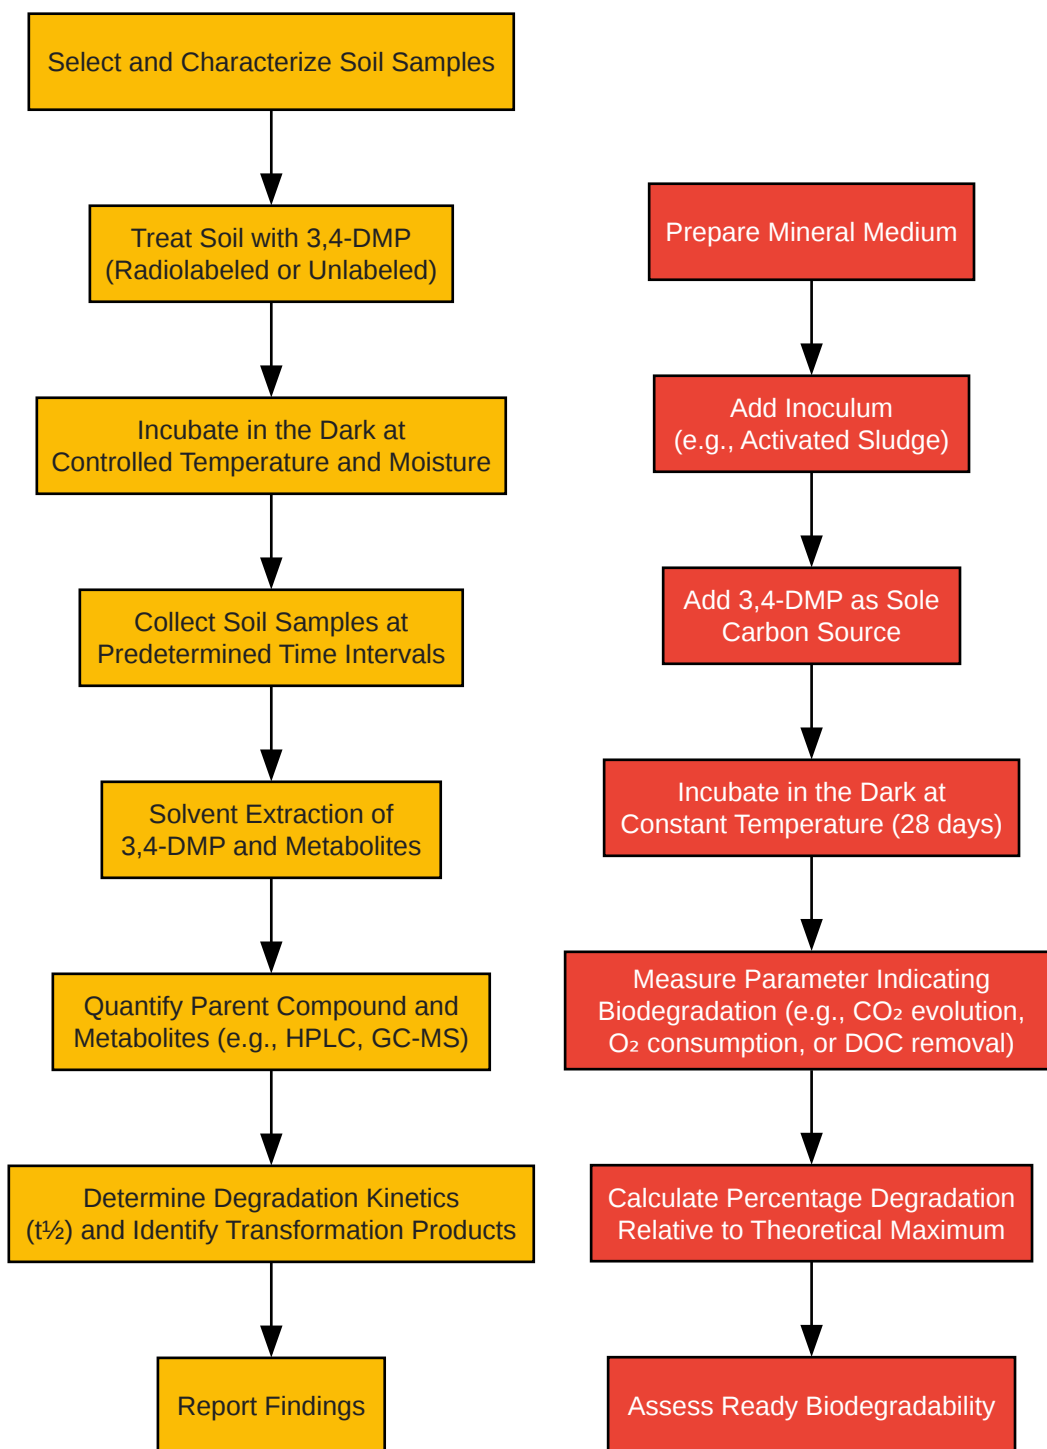 Select and Characterize Soil Samples
Treat Soil with 3,4-DMP
(Radiolabeled or Unlabeled)
Incubate in the Dark at
Controlled Temperature and Moisture
Collect Soil Samples at
Predetermined Time Intervals
Solvent Extraction of
3,4-DMP and Metabolites
Quantify Parent Compound and
Metabolites (e.g., HPLC, GC-MS)
Determine Degradation Kinetics
(t½) and Identify Transformation Products
Report Findings
Prepare Mineral Medium
Add Inoculum
(e.g., Activated Sludge)
Add 3,4-DMP as Sole
Carbon Source
Incubate in the Dark at
Constant Temperature (28 days)
Measure Parameter Indicating
Biodegradation (e.g., CO₂ evolution,
O₂ consumption, or DOC removal)
Calculate Percentage Degradation
Relative to Theoretical Maximum
Assess Ready Biodegradability